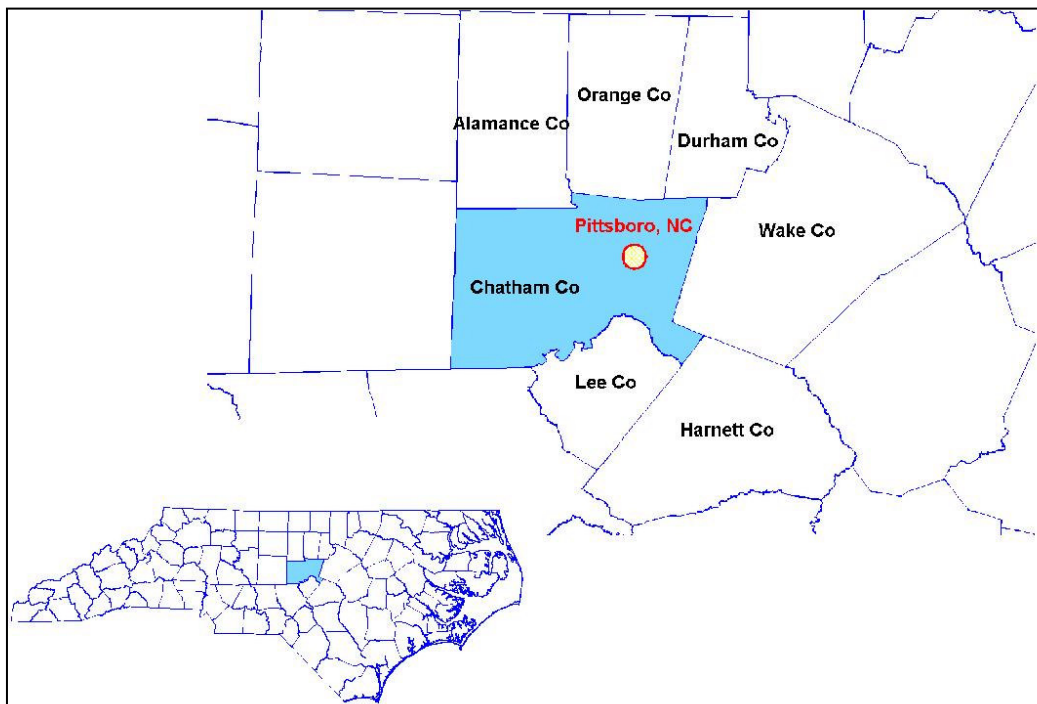 Orange Co
Alamance Co
Durham Co
Pittsboro, NC
Wake Co
Chatham Co
Lee Co
Harnett Co